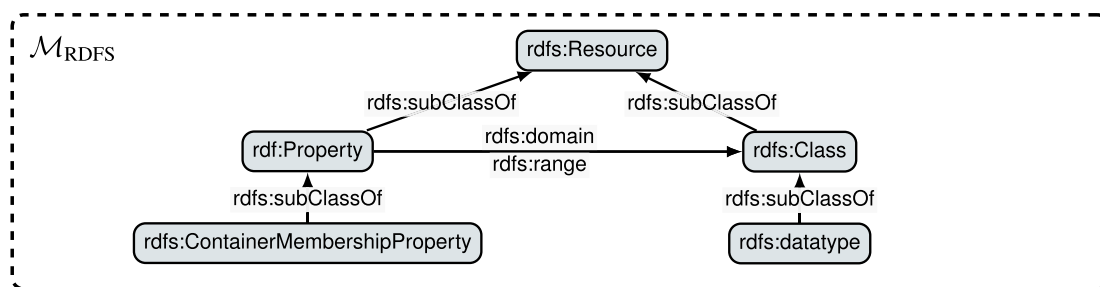 M_RDFS
rdfs:Resource
rdfs:subClassOf rdfs:subClassOf
rdfs:domain
rdf:Property rdfs:Class
rdfs:range
rdfs:subClassOf rdfs:subClassOf
rdfs:ContainerMembershipProperty rdfs:datatype